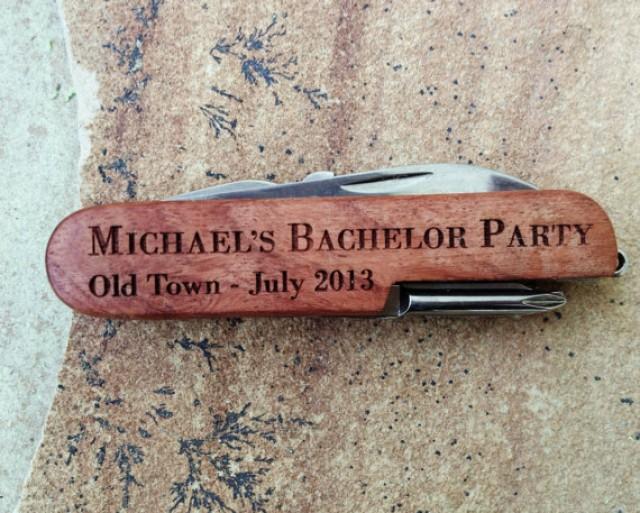 MICHAEL'S BACHELOR PARTY
Old Town - July 2013